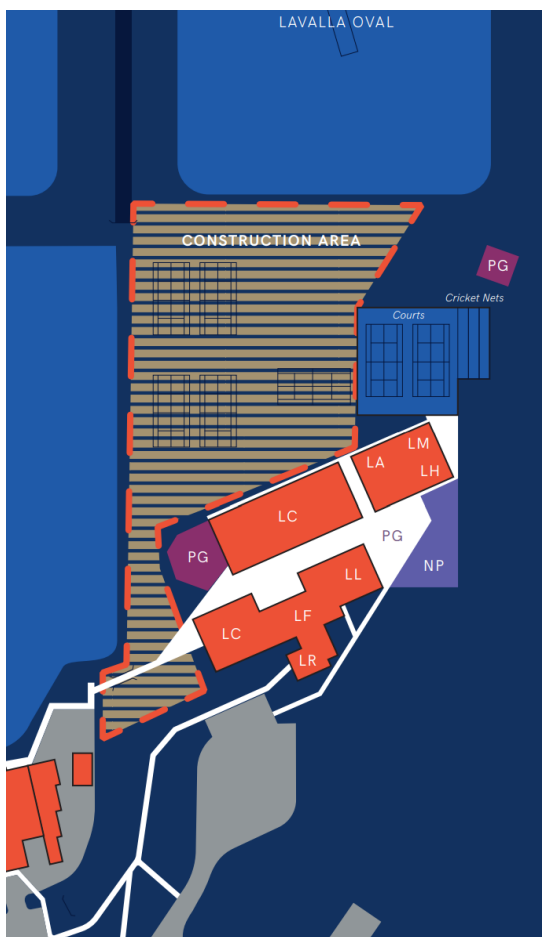 LAVALLA OVAL
CONSTRUCTION AREA
PG
Cricket Nets
Courts
LM
LA
LH
LC
PG
PG
NP
LL
LF
LC
LR